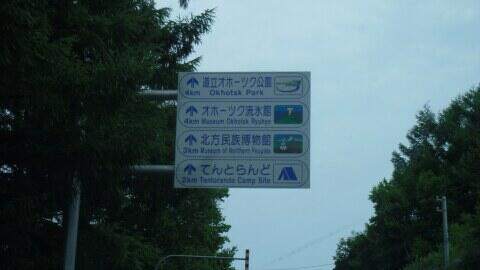 道立オホーツク公園
4km Okhotsk Park
オホーツク流氷館
4km Museum Okhotsk Ryuhyo
北方民族博物館
3km Museum of Northern Peoples
てんとらんど
2km Tentorando Camp Site